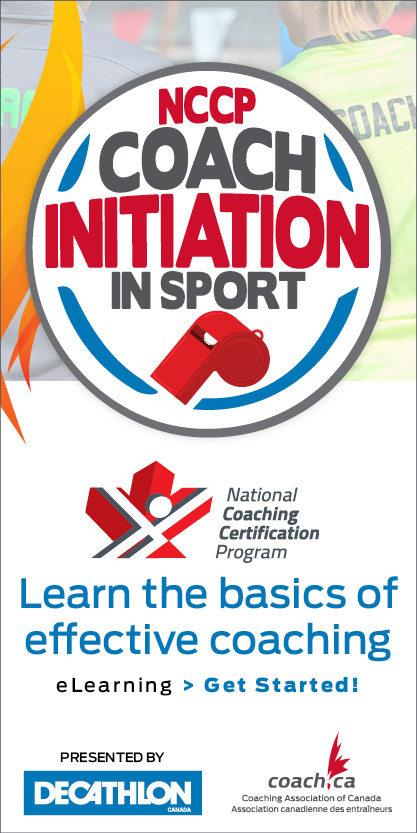 COACH
NCCP
COACH
INITIATION
IN SPORT
National
Coaching
Certification
Program
Learn the basics of
effective coaching
eLearning > Get Started!
PRESENTED BY
DECATHLON
CANADA
coach.ca
Coaching Association of Canada
Association canadienne des entraîneurs